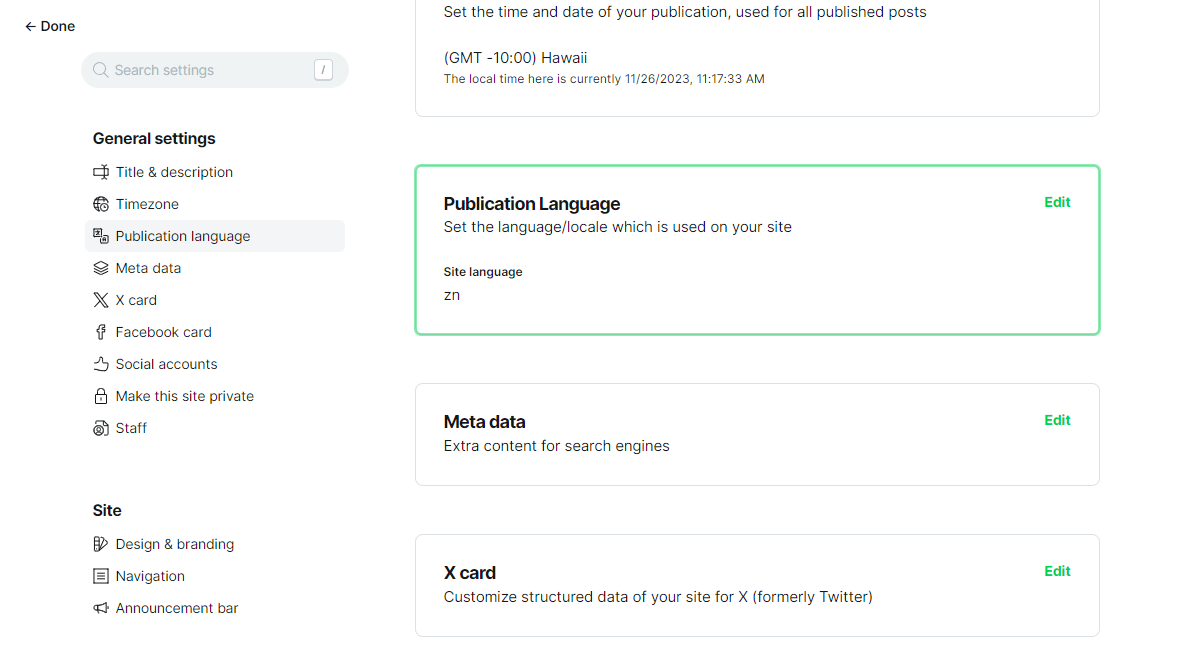 ← Done
Search settings /
General settings
Title & description
Timezone
Publication language
Meta data
X card
Facebook card
Social accounts
Make this site private
Staff
Site
Design & branding
Navigation
Announcement bar
Set the time and date of your publication, used for all published posts
(GMT -10:00) Hawaii
The local time here is currently 11/26/2023, 11:17:33 AM
Publication Language
Edit
Set the language/locale which is used on your site
Site language
zn
Meta data
Edit
Extra content for search engines
X card
Edit
Customize structured data of your site for X (formerly Twitter)